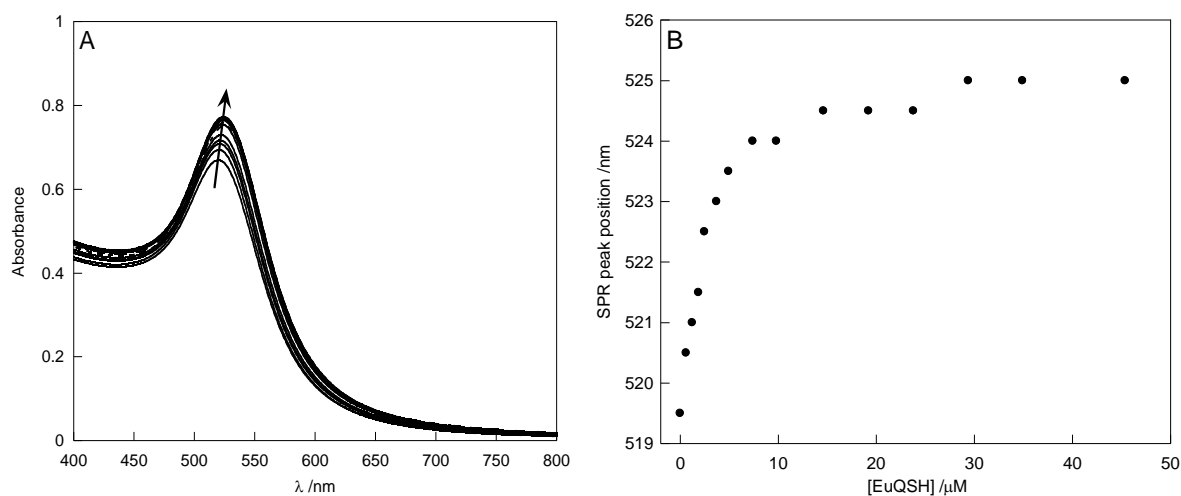 A
1
0.8
0.6
0.4
0.2
0
Absorbance
400 450 500 550 600 650 700 750 800
λ /nm
B
526
525
524
523
522
521
520
519
SPR peak position /nm
0 10 20 30 40 50
[EuQSH] /μM